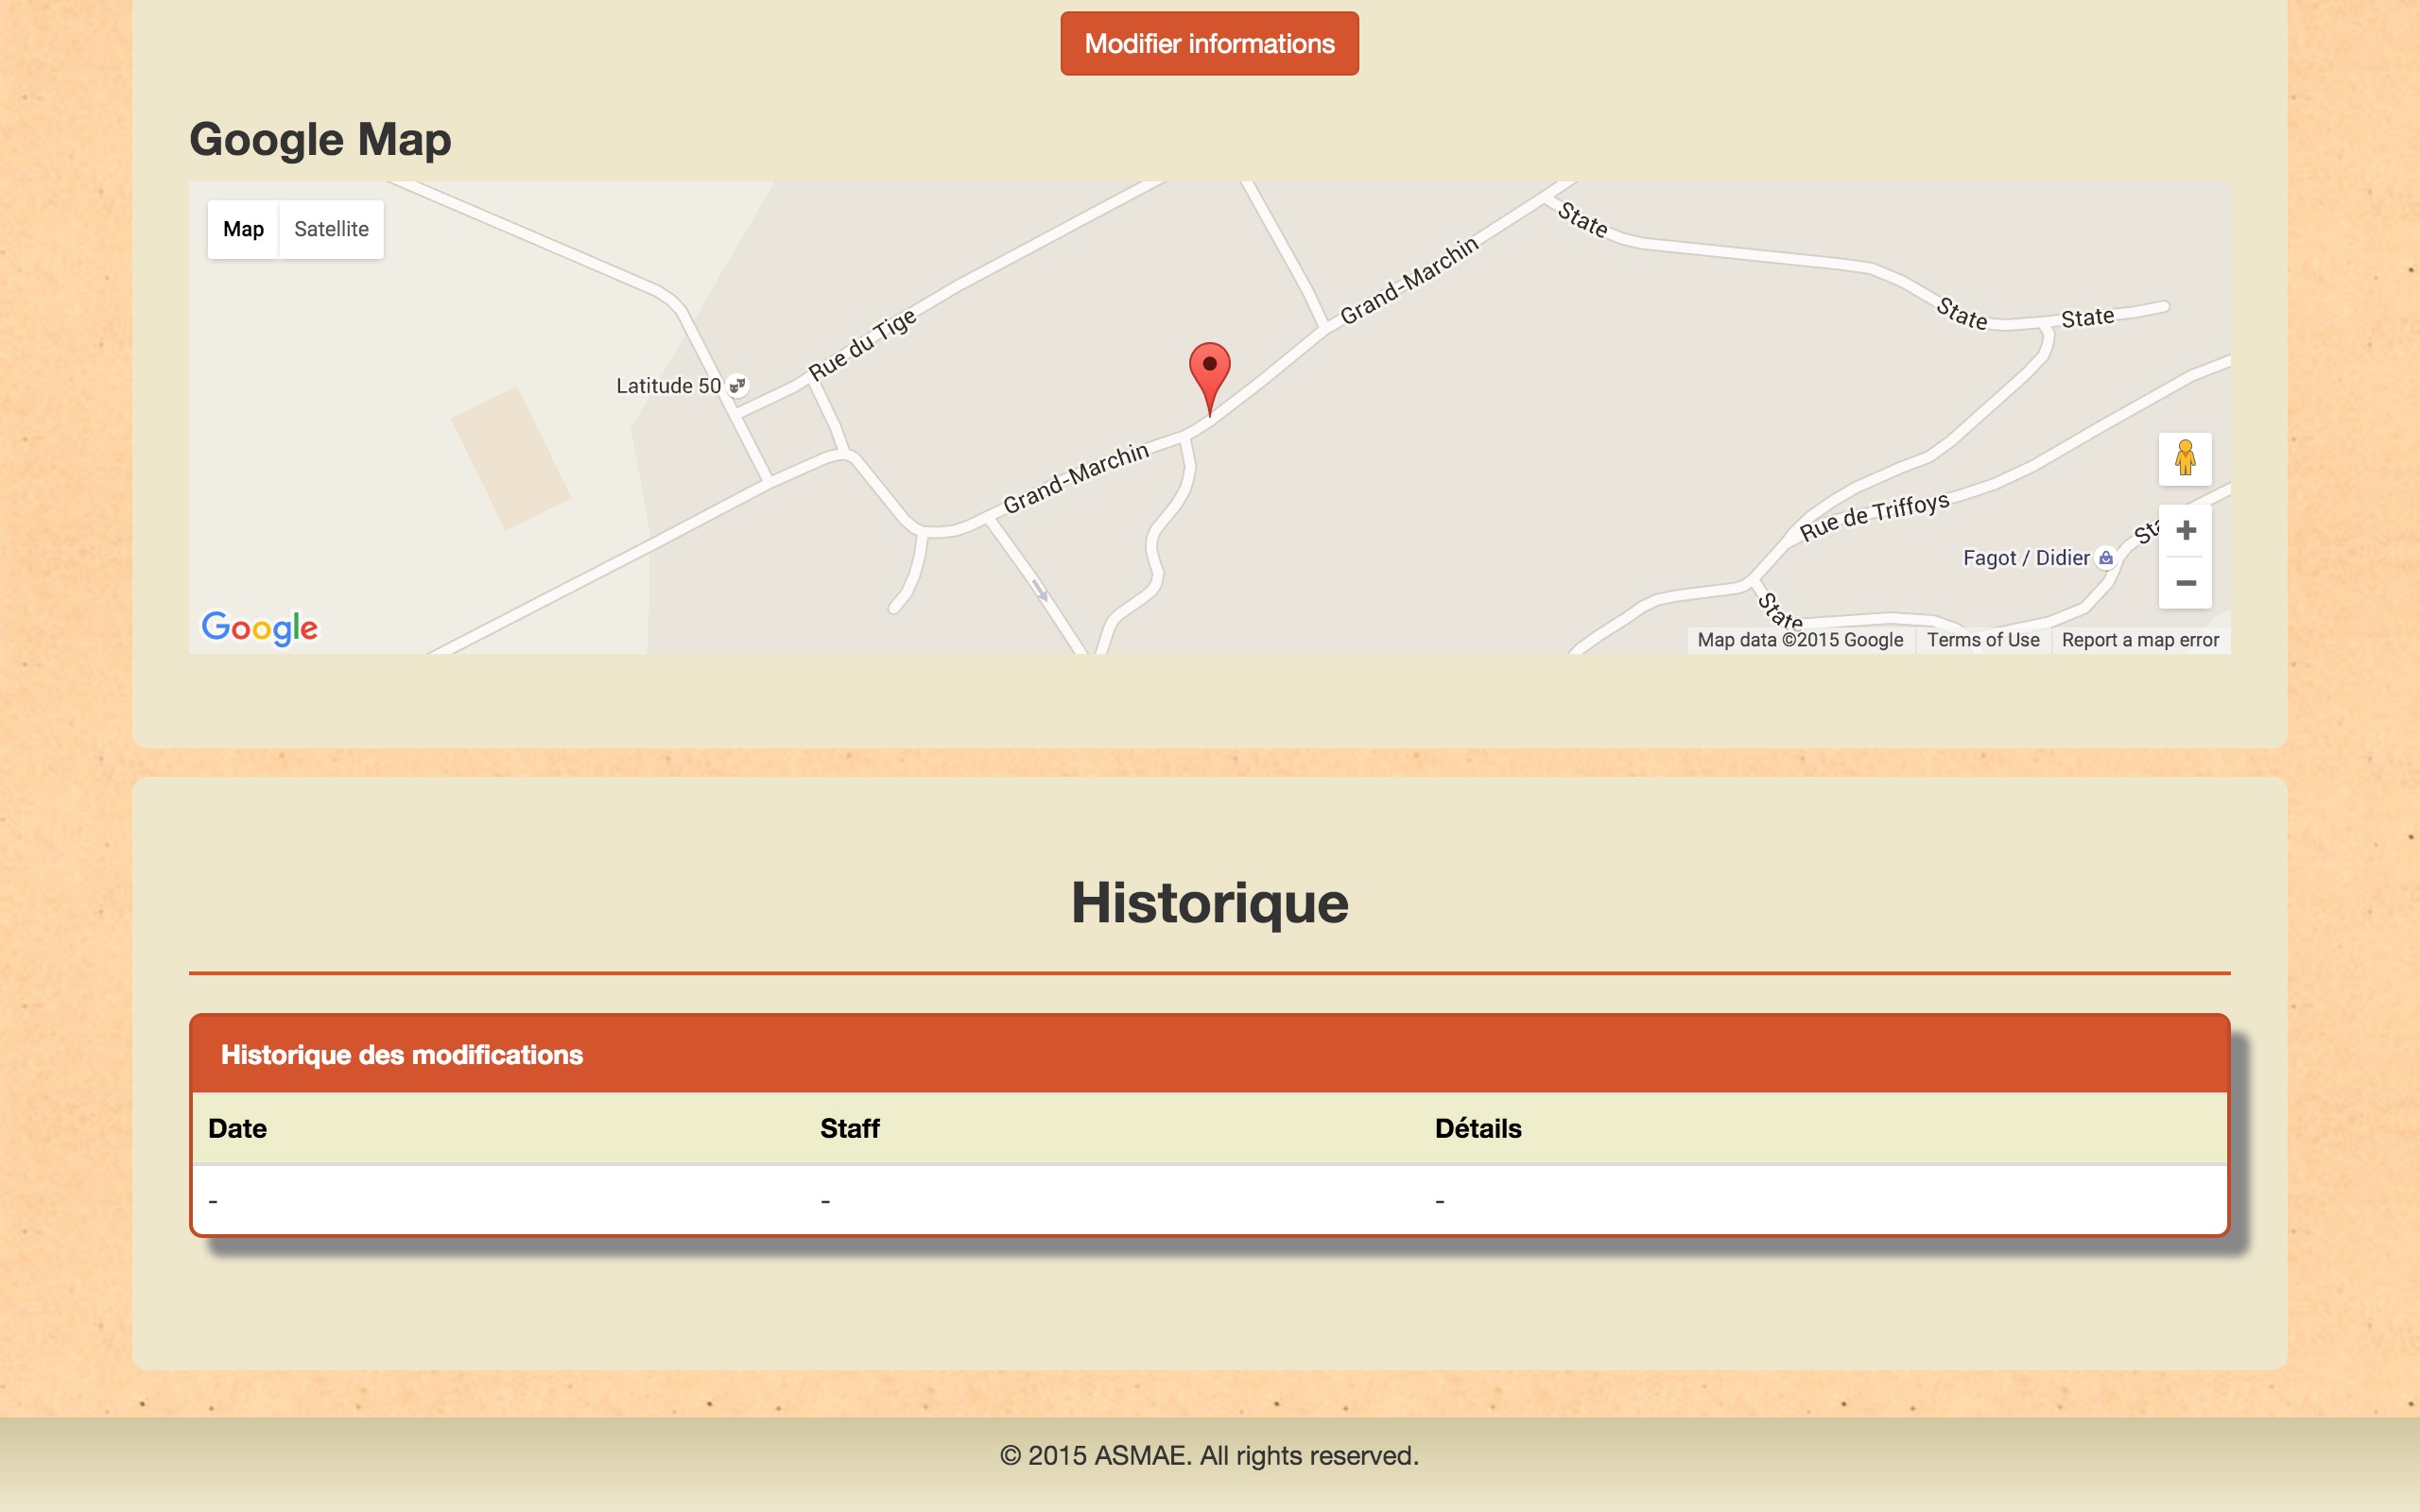 Modifier informations
Google Map
Map Satellite
State
Grand-Marchin
State
State
Rue du Tige
Latitude 50
Grand-Marchin
Rue de Triffoys
Fagot / Didier
State
Google
Map data ©2015 Google Terms of Use Report a map error
Historique
Historique des modifications
Date Staff Détails
- - -
© 2015 ASMAE. All rights reserved.